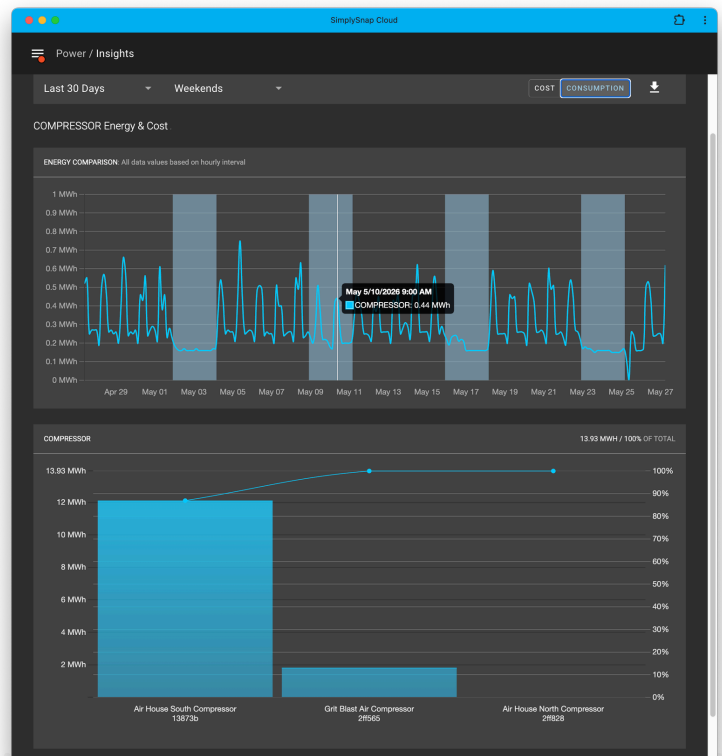 SimplySnap Cloud
Power / Insights
Last 30 Days Weekends COST CONSUMPTION
COMPRESSOR Energy & Cost
ENERGY COMPARISON: All data values based on hourly interval
1 MWh
0.9 MWh
0.8 MWh
0.7 MWh
0.6 MWh
0.5 MWh
0.4 MWh
0.3 MWh
0.2 MWh
0.1 MWh
0 MWh
May 5/10/2026 9:00 AM
COMPRESSOR: 0.44 MWh
Apr 29 May 01 May 03 May 05 May 07 May 09 May 11 May 13 May 15 May 17 May 19 May 21 May 23 May 25 May 27
COMPRESSOR 13.93 MWH / 100% OF TOTAL
13.93 MWh
12 MWh
10 MWh
8 MWh
6 MWh
4 MWh
2 MWh
100%
90%
80%
70%
60%
50%
40%
30%
20%
10%
0%
Air House South Compressor
13873b
Grit Blast Air Compressor
2ff565
Air House North Compressor
2ff828